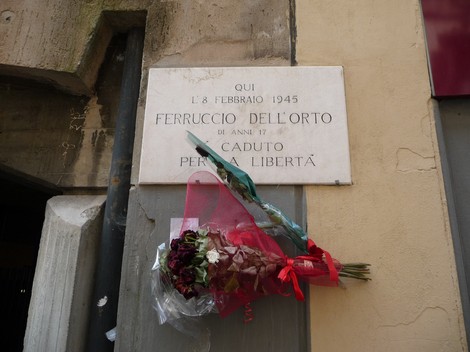 QUI
L'8 FEBBRAIO 1945
FERRUCCIO DELL'ORTO
DI ANNI 17
CADUTO
PER LA LIBERTÀ